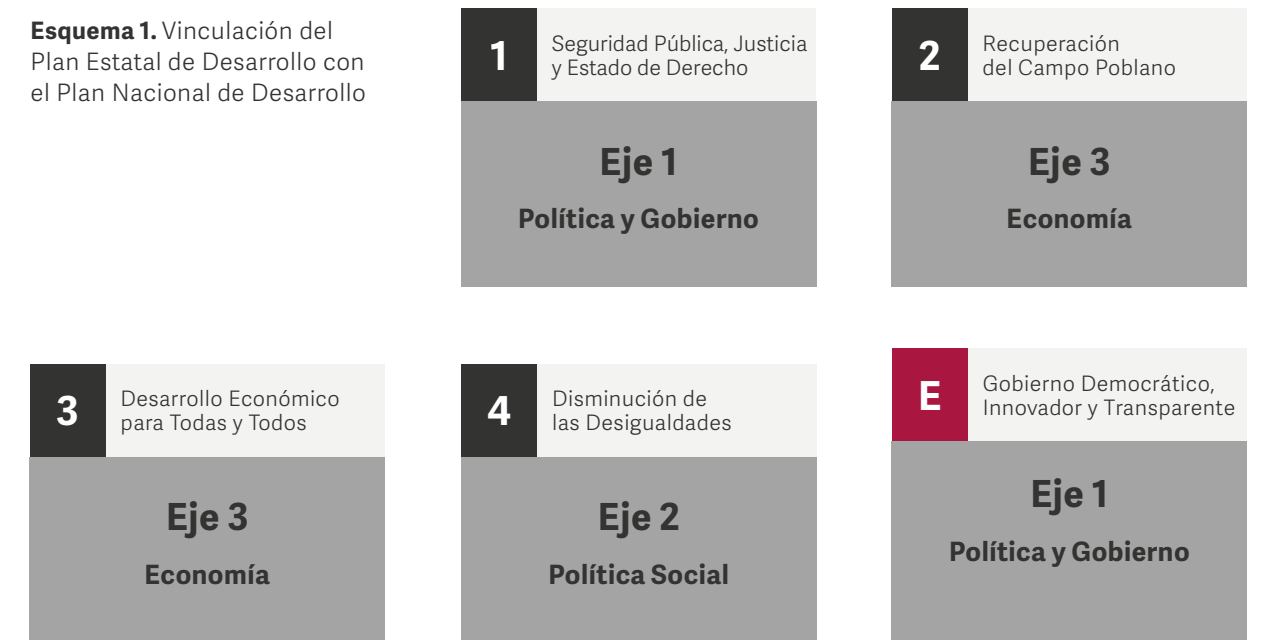 Esquema 1. Vinculación del
Plan Estatal de Desarrollo con
el Plan Nacional de Desarrollo
1
Seguridad Pública, Justicia
y Estado de Derecho
Eje 1
Política y Gobierno
2
Recuperación
del Campo Poblano
Eje 3
Economía
3
Desarrollo Económico
para Todas y Todos
Eje 3
Economía
4
Disminución de
las Desigualdades
Eje 2
Política Social
E
Gobierno Democrático,
Innovador y Transparente
Eje 1
Política y Gobierno